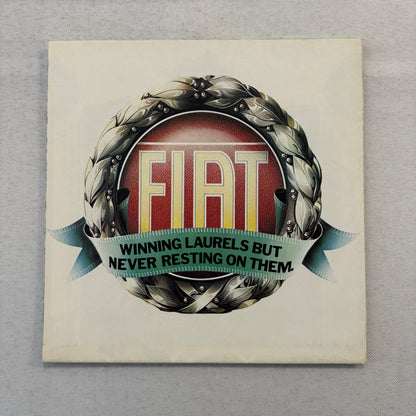 FIAT
WINNING LAURELS BUT
NEVER RESTING ON THEM.